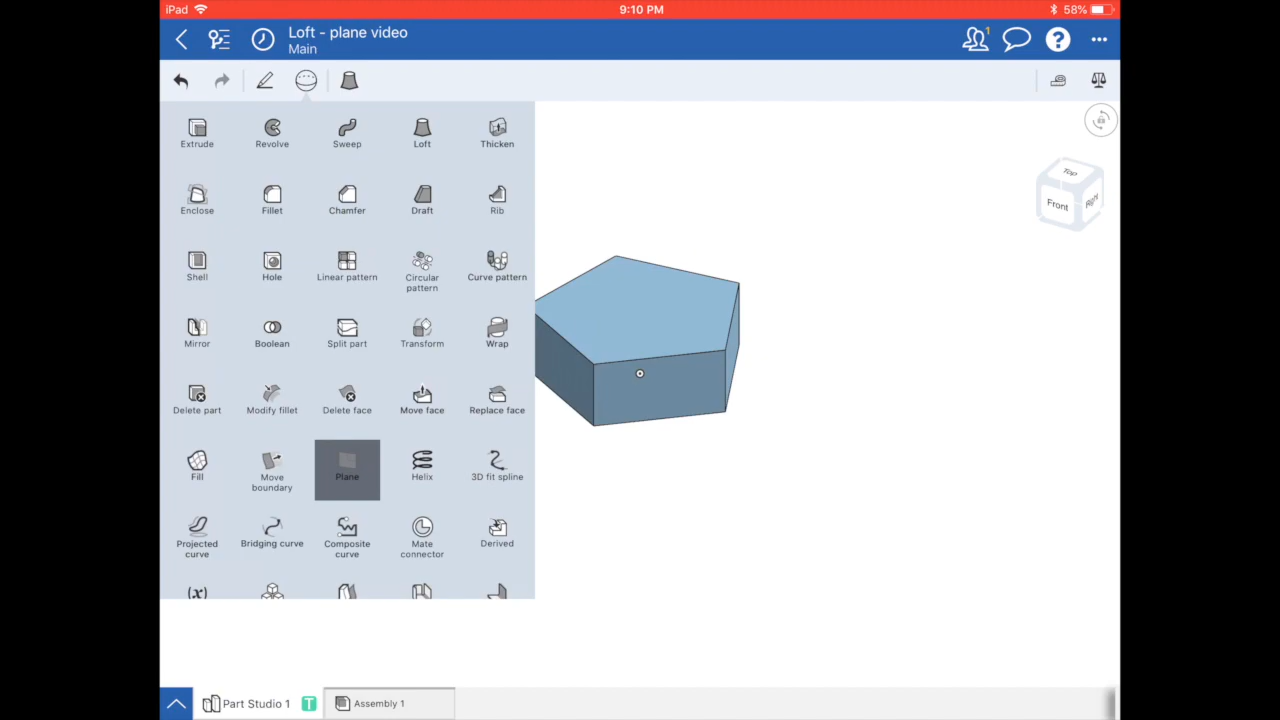 iPad 9:10 PM 58%
Loft - plane video
Main
1
Extrude Revolve Sweep Loft Thicken
Enclose Fillet Chamfer Draft Rib
Shell Hole Linear pattern Circular pattern Curve pattern
Mirror Boolean Split part Transform Wrap
Delete part Modify fillet Delete face Move face Replace face
Fill Move boundary Plane Helix 3D fit spline
Projected curve Bridging curve Composite curve Mate connector Derived
(x)
Top
Front Right
Part Studio 1 T Assembly 1